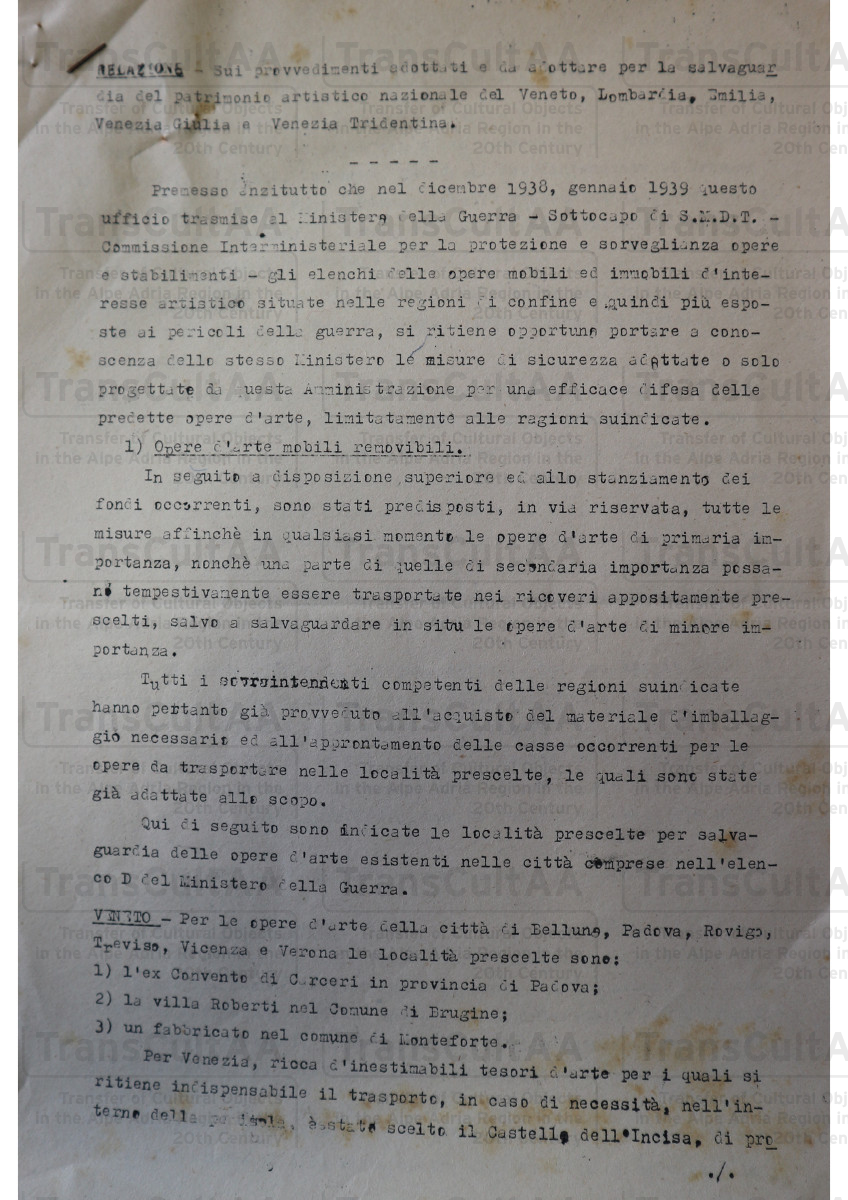 RELAZIONE - Sui provvedimenti adottati e da adottare per la salvaguar
dia del patrimonio artistico nazionale del Veneto, Lombardia, Emilia,
Venezia Giulia e Venezia Tridentina.
- - - - -
Premesso anzitutto che nel dicembre 1938, gennaio 1939 questo
ufficio trasmise al Ministero della Guerra - Sottocapo di S.M.D.T. -
Commissione Interministeriale per la protezione e sorveglianza opere
e stabilimenti - gli elenchi delle opere mobili ed immobili d'inte-
resse artistico situate nelle regioni di confine e quindi più espo-
ste ai pericoli della guerra, si ritiene opportuno portare a cono-
scenza dello stesso Ministero le misure di sicurezza adottate o solo
progettate da questa Amministrazione per una efficace difesa delle
predette opere d'arte, limitatamente alle ragioni suindicate.
1) Opere d'arte mobili removibili.
In seguito a disposizione superiore ed allo stanziamento dei
fondi occorrenti, sono stati predisposti, in via riservata, tutte le
misure affinchè in qualsiasi momento le opere d'arte di primaria im-
portanza, nonchè una parte di quelle di secondaria importanza possa-
no tempestivamente essere trasportate nei ricoveri appositamente pre-
scelti, salvo a salvaguardare in situ le opere d'arte di minore im-
portanza.
Tutti i sovraintendenti competenti delle regioni suindicate
hanno pertanto già provveduto all'acquisto del materiale d'imballag-
gio necessario ed all'approntamento delle casse occorrenti per le
opere da trasportare nelle località prescelte, le quali sono state
già adattate allo scopo.
Qui di seguito sono indicate le località prescelte per salva-
guardia delle opere d'arte esistenti nelle città comprese nell'elen-
co D del Ministero della Guerra.
VENETO - Per le opere d'arte della città di Belluno, Padova, Rovigo,
Treviso, Vicenza e Verona le località prescelte sono:
1) l'ex Convento di Carceri in provincia di Padova;
2) la villa Roberti nel Comune di Brugine;
3) un fabbricato nel comune di Monteforte.
Per Venezia, ricca d'inestimabili tesori d'arte per i quali si
ritiene indispensabile il trasporto, in caso di necessità, nell'in-
terno della penisola, è stato scelto il Castello dell'Incisa, di pro
./.